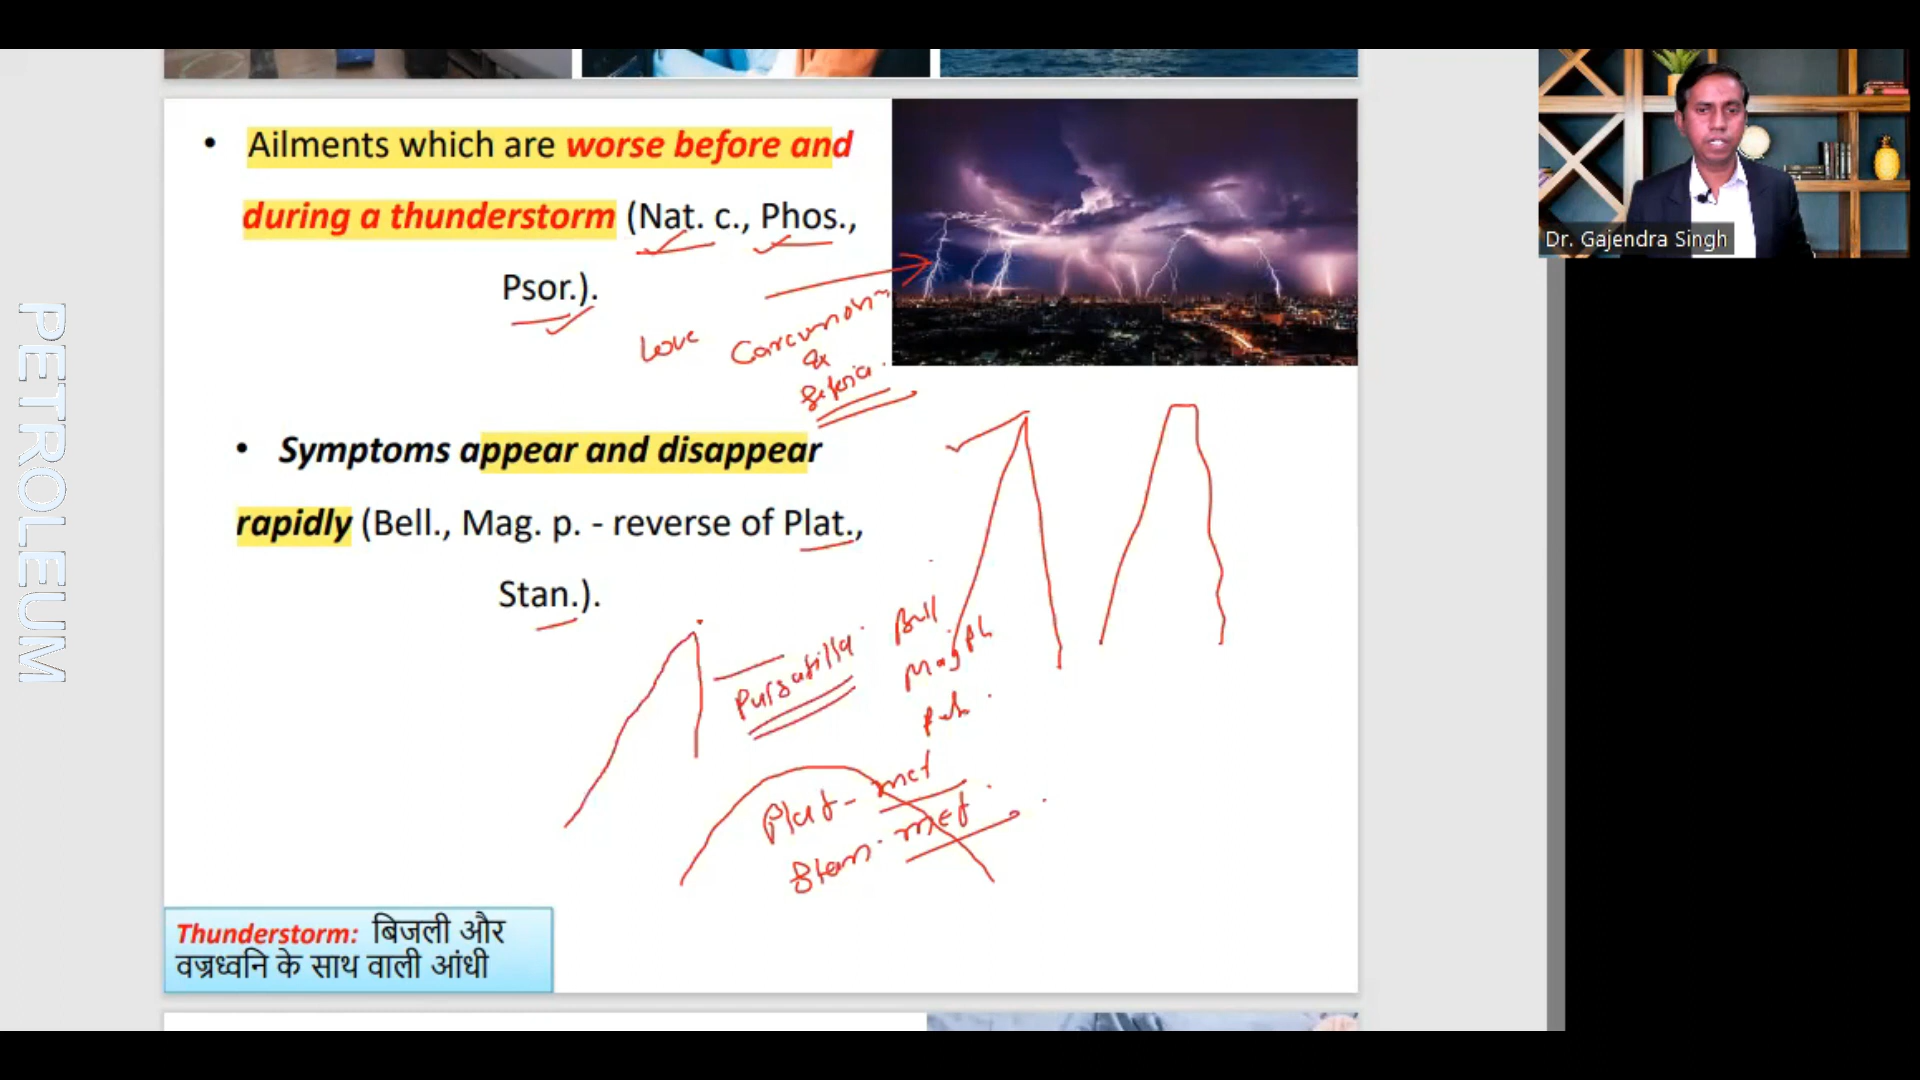 PETROLEUM
• Ailments which are worse before and
during a thunderstorm (Nat. c., Phos.,
Psor.).
Love
Carcinosin
&
Sepia.
• Symptoms appear and disappear
rapidly (Bell., Mag. p. - reverse of Plat.,
Stan.).
Pulsatilla
Bell
Mag ph
Plat- met
Stan. met.
Thunderstorm: बिजली और
वज्रध्वनि के साथ वाली आंधी
Dr. Gajendra Singh